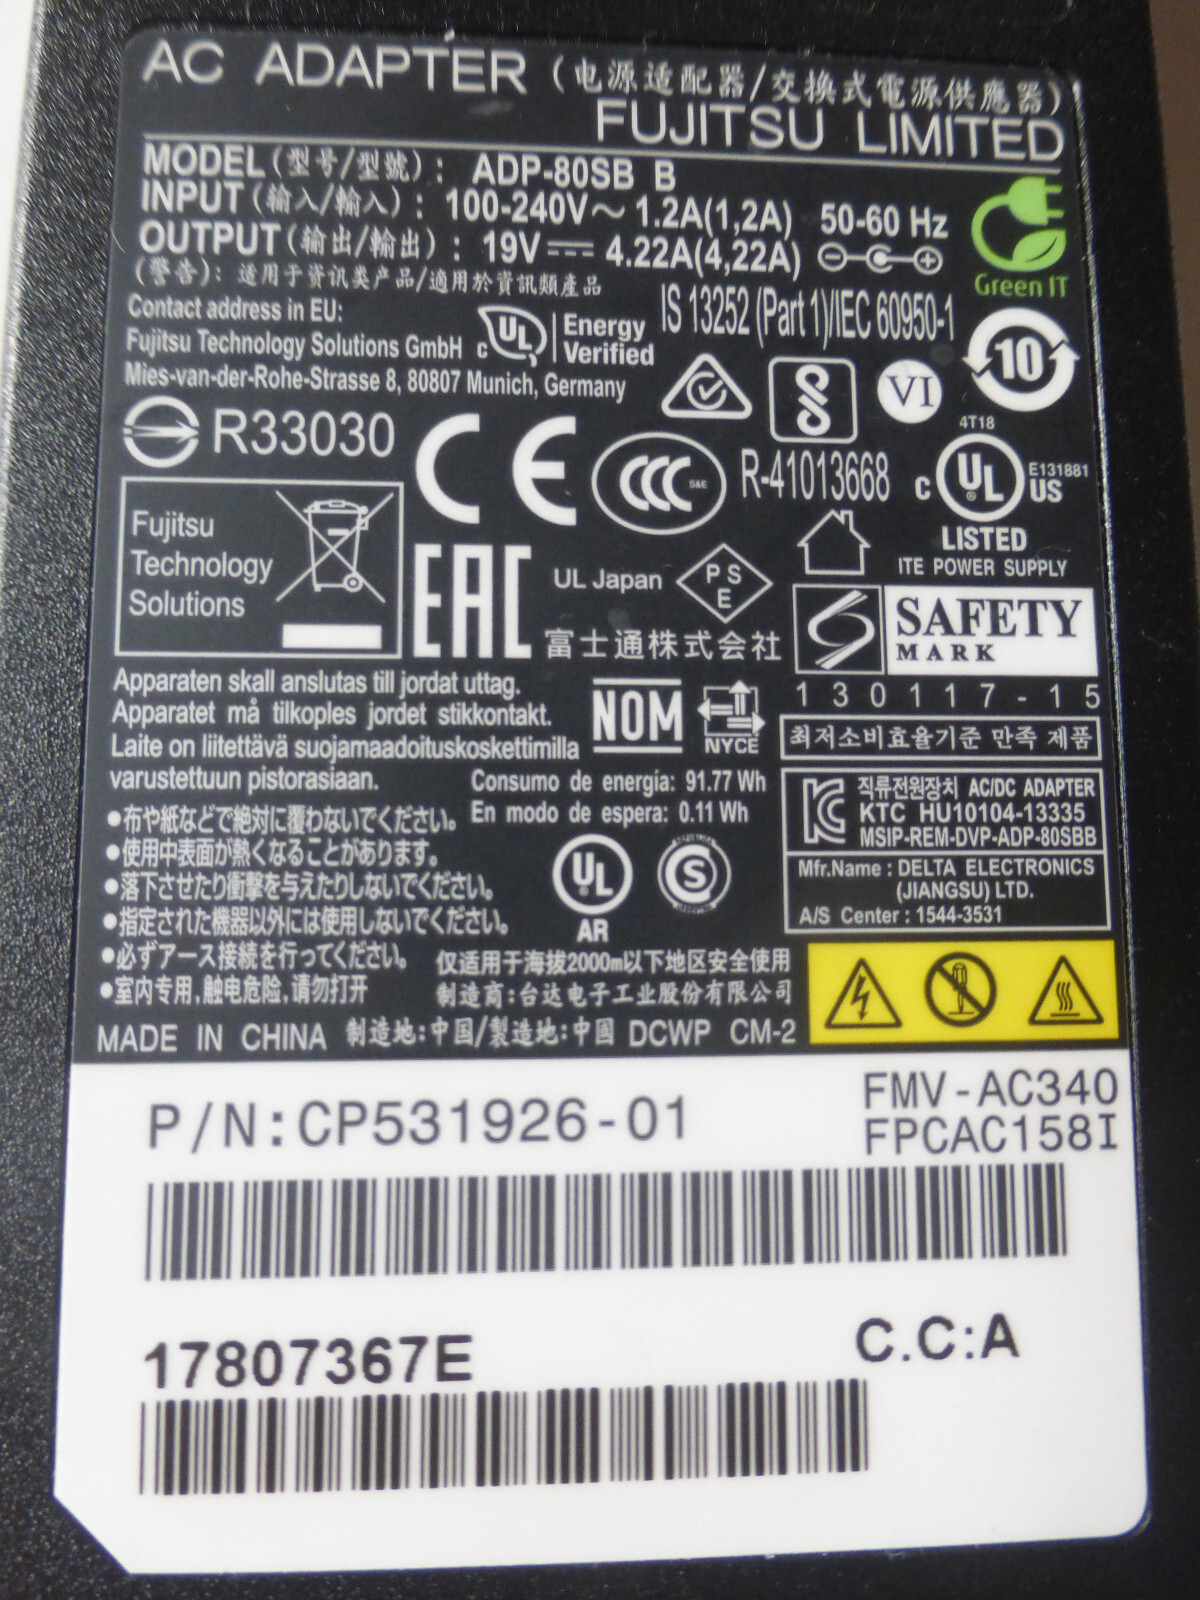 AC ADAPTER (电源适配器/交換式電源供應器)
FUJITSU LIMITED
MODEL (型号/型號) : ADP-80SB B
INPUT (输入/輸入) : 100-240V～ 1.2A(1,2A) 50-60 Hz
OUTPUT (输出/輸出) : 19V⎓ 4.22A(4,22A)
Green IT
(警告): 适用于资讯类产品/適用於資訊類產品
Contact address in EU:
Fujitsu Technology Solutions GmbH
Mies-van-der-Rohe-Strasse 8, 80807 Munich, Germany
c UL Energy Verified
IS 13252 (Part 1)/IEC 60950-1
VI
10
R33030
CE
CCC S&E
R-41013668
4T18
c UL US E131881
LISTED
ITE POWER SUPPLY
Fujitsu
Technology
Solutions
EAC
UL Japan
PSE
富士通株式会社
SAFETY
MARK
130117-15
Apparaten skall anslutas till jordat uttag.
Apparatet må tilkoples jordet stikkontakt.
Laite on liitettävä suojamaadoituskoskettimilla
varustettuun pistorasiaan.
NOM
NYCE
Consumo de energía: 91.77 Wh
En modo de espera: 0.11 Wh
최저소비효율기준 만족 제품
직류전원장치 AC/DC ADAPTER
KTC HU10104-13335
MSIP-REM-DVP-ADP-80SBB
Mfr.Name : DELTA ELECTRONICS
(JIANGSU) LTD.
A/S Center : 1544-3531
●布や紙などで絶対に覆わないでください。
●使用中表面が熱くなることがあります。
●落下させたり衝撃を与えたりしないでください。
●指定された機器以外には使用しないでください。
●必ずアース接続を行ってください。
●室内专用,触电危险,请勿打开
UL
AR
S
仅适用于海拔2000m以下地区安全使用
制造商:台达电子工业股份有限公司
MADE IN CHINA 制造地:中国/製造地:中國 DCWP CM-2
P/N:CP531926-01
FMV-AC340
FPCAC158I
17807367E
C.C:A